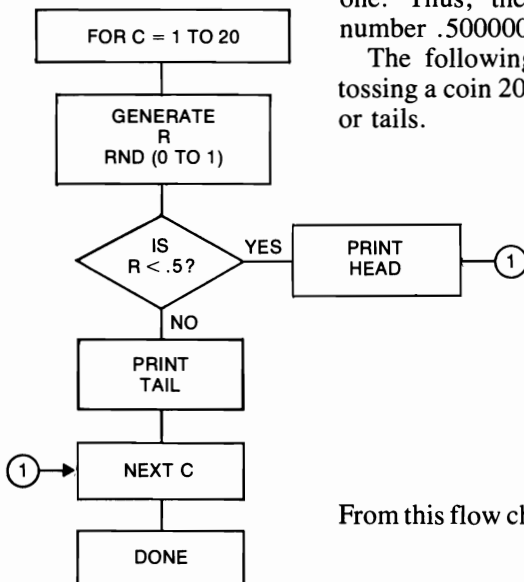 one. Thus, the
number .500000
The following
tossing a coin 20
or tails.
FOR C = 1 TO 20
GENERATE
R
RND (0 TO 1)
IS
R < .5?
YES
PRINT
HEAD
1
NO
PRINT
TAIL
1
NEXT C
DONE
From this flow ch